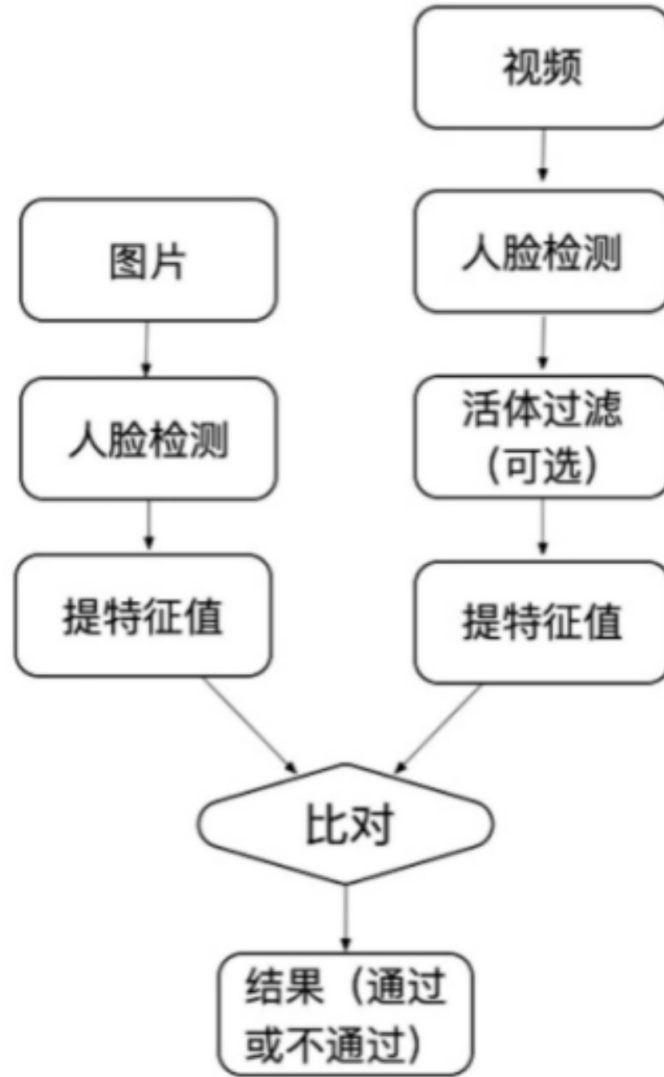 视频
人脸检测
活体过滤
（可选）
提特征值
图片
人脸检测
提特征值
比对
结果（通过
或不通过）